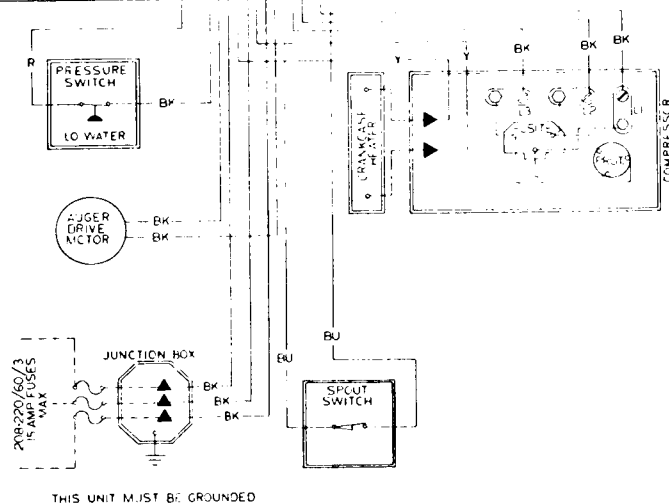 R
PRESSURE
SWITCH
BK
LO WATER
Y
Y
BK
BK
BK
CRANKCASE
HEATER
L3
L1
COMPRESSOR
AUGER
DRIVE
MOTOR
BK
BK
BU
BU
JUNCTION BOX
208-220/60/3
15 AMP FUSES
MAX
BK
BK
BK
SPOUT
SWITCH
THIS UNIT MUST BE GROUNDED